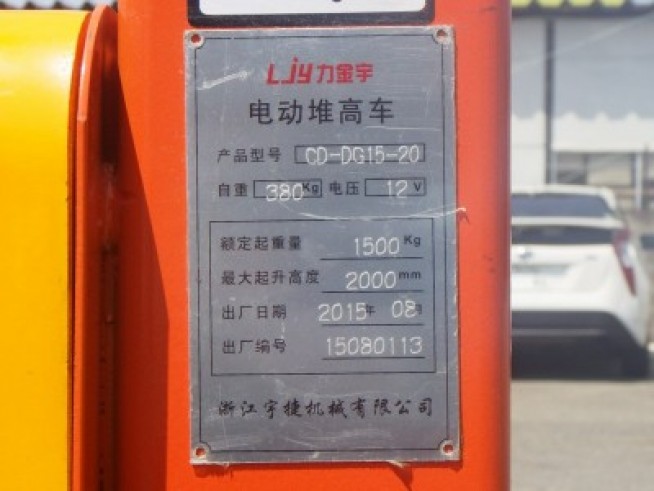 Ljy力金宇
电动堆高车
产品型号 CD-DG15-20
自重 380Kg 电压 12V
额定起重量 1500Kg
最大起升高度 2000mm
出厂日期 2015年 08月
出厂编号 15080113
浙江宇捷机械有限公司